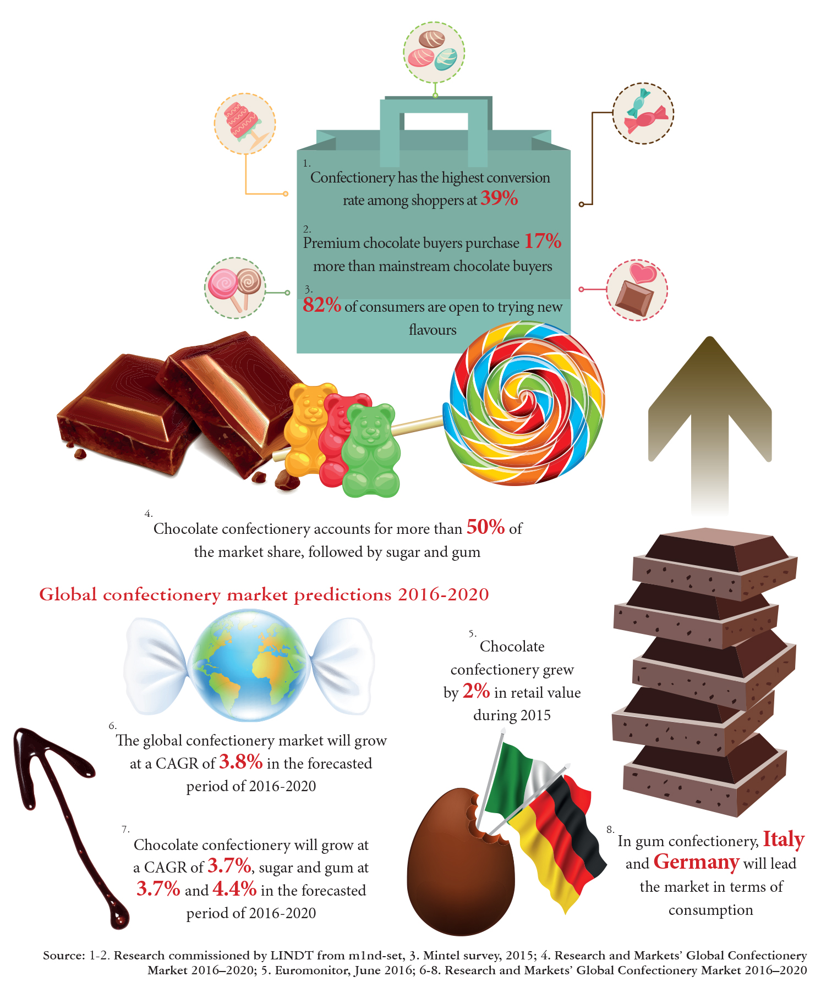 1.
Confectionery has the highest conversion
rate among shoppers at 39%
2.
Premium chocolate buyers purchase 17%
more than mainstream chocolate buyers
3.
82% of consumers are open to trying new
flavours
4.
Chocolate confectionery accounts for more than 50% of
the market share, followed by sugar and gum
Global confectionery market predictions 2016-2020
5.
Chocolate
confectionery grew
by 2% in retail value
during 2015
6.
The global confectionery market will grow
at a CAGR of 3.8% in the forecasted
period of 2016-2020
7.
Chocolate confectionery will grow at
a CAGR of 3.7%, sugar and gum at
3.7% and 4.4% in the forecasted
period of 2016-2020
8.
In gum confectionery, Italy
and Germany will lead
the market in terms of
consumption
Source: 1-2. Research commissioned by LINDT from m1nd-set, 3. Mintel survey, 2015; 4. Research and Markets' Global Confectionery
Market 2016–2020; 5. Euromonitor, June 2016; 6-8. Research and Markets' Global Confectionery Market 2016–2020